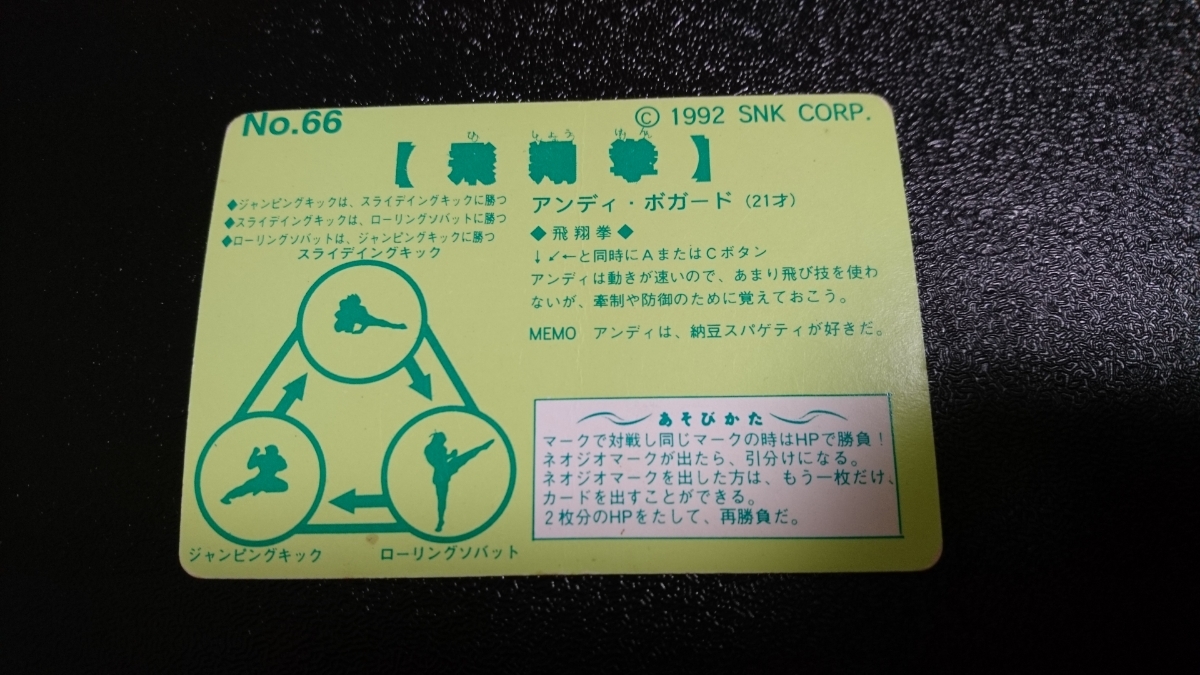 No.66
© 1992 SNK CORP.
ひ しょう けん
【飛翔拳】
◆ジャンピングキックは、スライデイングキックに勝つ
◆スライデイングキックは、ローリングソバットに勝つ
◆ローリングソバットは、ジャンピングキックに勝つ
スライデイングキック
ジャンピングキック
ローリングソバット
アンディ・ボガード（21才）
◆飛翔拳◆
↓↙←と同時にAまたはCボタン
アンディは動きが速いので、あまり飛び技を使わ
ないが、牽制や防御のために覚えておこう。
MEMO アンディは、納豆スパゲティが好きだ。
あそびかた
マークで対戦し同じマークの時はHPで勝負！
ネオジオマークが出たら、引分けになる。
ネオジオマークを出した方は、もう一枚だけ、
カードを出すことができる。
２枚分のHPをたして、再勝負だ。